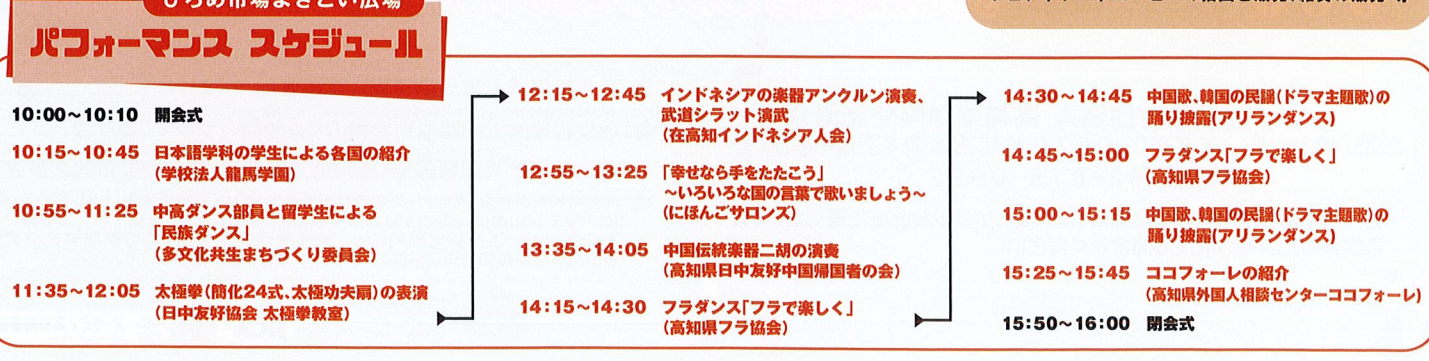 ひろめ市場よさこい広場
パフォーマンス スケジュール
10:00~10:10 開会式
10:15~10:45 日本語学科の学生による各国の紹介
(学校法人龍馬学園)
10:55~11:25 中高ダンス部員と留学生による
「民族ダンス」
(多文化共生まちづくり委員会)
11:35~12:05 太極拳(簡化24式、太極功夫扇)の表演
(日中友好協会 太極拳教室)
12:15~12:45 インドネシアの楽器アンクルン演奏、
武道シラット演武
(在高知インドネシア人会)
12:55~13:25 「幸せなら手をたたこう」
~いろいろな国の言葉で歌いましょう~
(にほんごサロンズ)
13:35~14:05 中国伝統楽器二胡の演奏
(高知県日中友好中国帰国者の会)
14:15~14:30 フラダンス「フラで楽しく」
(高知県フラ協会)
14:30~14:45 中国歌、韓国の民謡(ドラマ主題歌)の
踊り披露(アリランダンス)
14:45~15:00 フラダンス「フラで楽しく」
(高知県フラ協会)
15:00~15:15 中国歌、韓国の民謡(ドラマ主題歌)の
踊り披露(アリランダンス)
15:25~15:45 ココフォーレの紹介
(高知県外国人相談センターココフォーレ)
15:50~16:00 閉会式